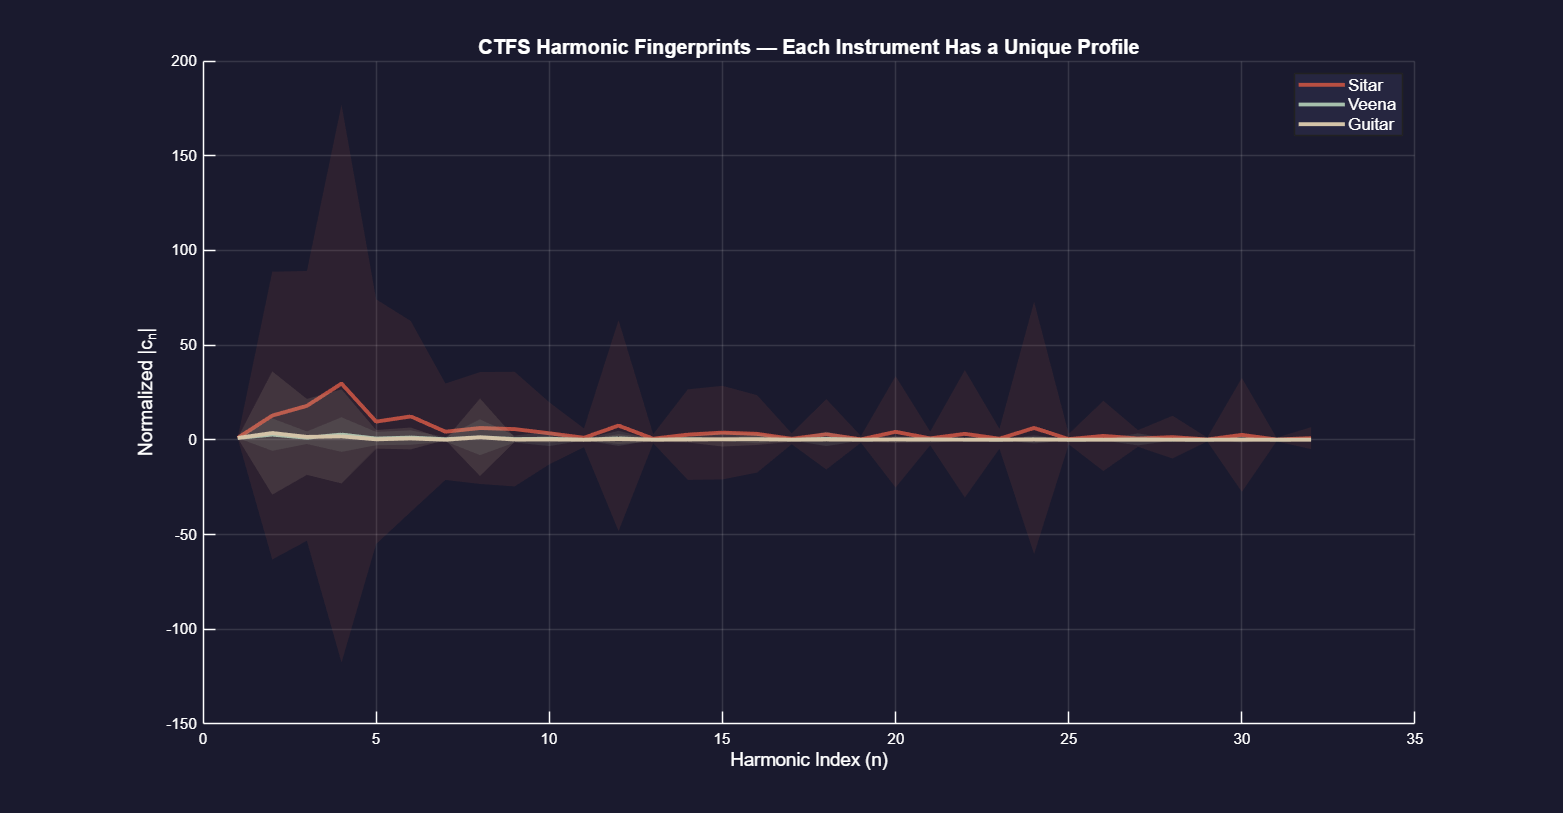 CTFS Harmonic Fingerprints — Each Instrument Has a Unique Profile
200
150
100
50
0
-50
-100
-150
Normalized |cₙ|
Sitar
Veena
Guitar
0 5 10 15 20 25 30 35
Harmonic Index (n)